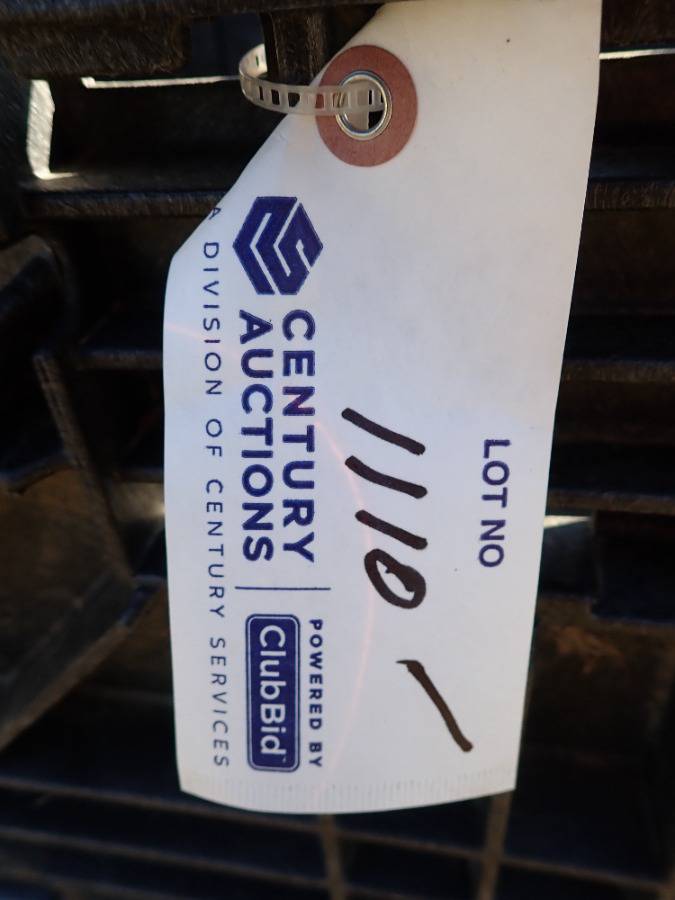 LOT NO
1110 -
CENTURY
AUCTIONS
POWERED BY
ClubBid
A DIVISION OF CENTURY SERVICES